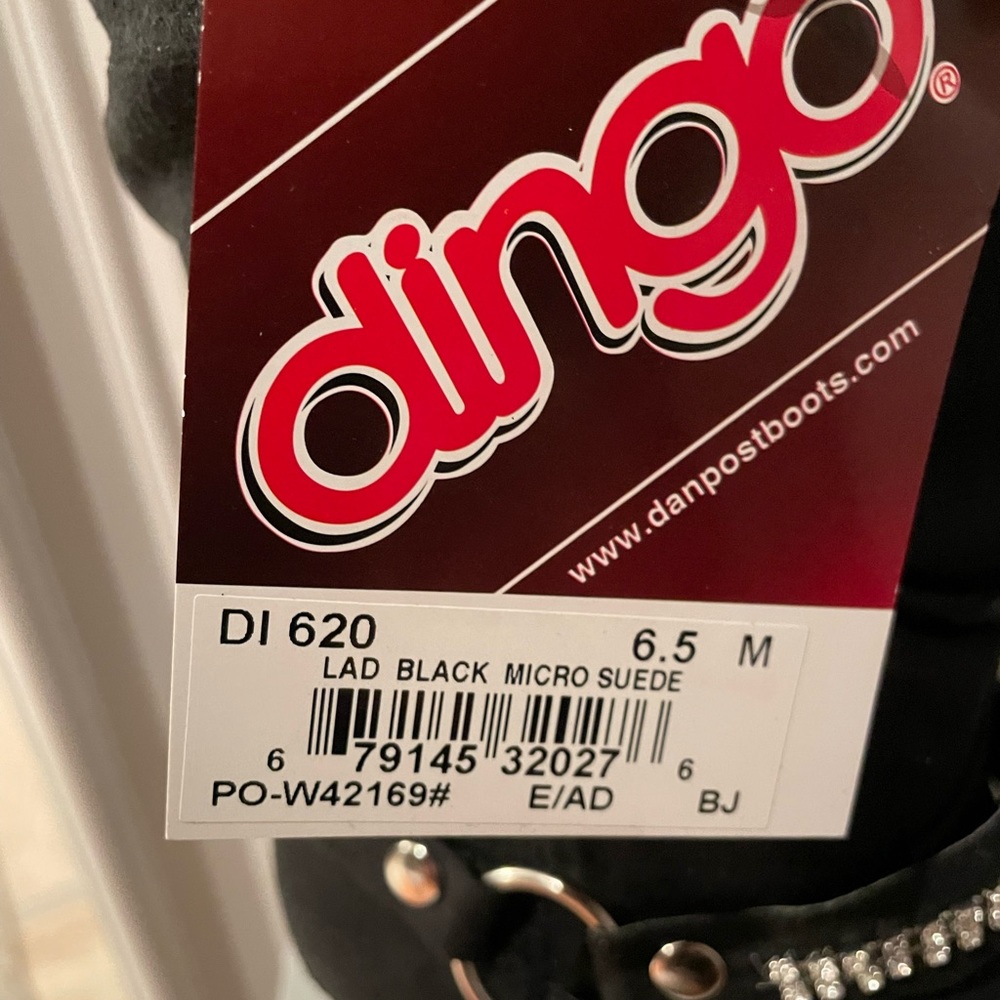 dingo®
www.danpostboots.com
DI 620 6.5 M
LAD BLACK MICRO SUEDE
6 79145 32027 6
PO-W42169# E/AD BJ